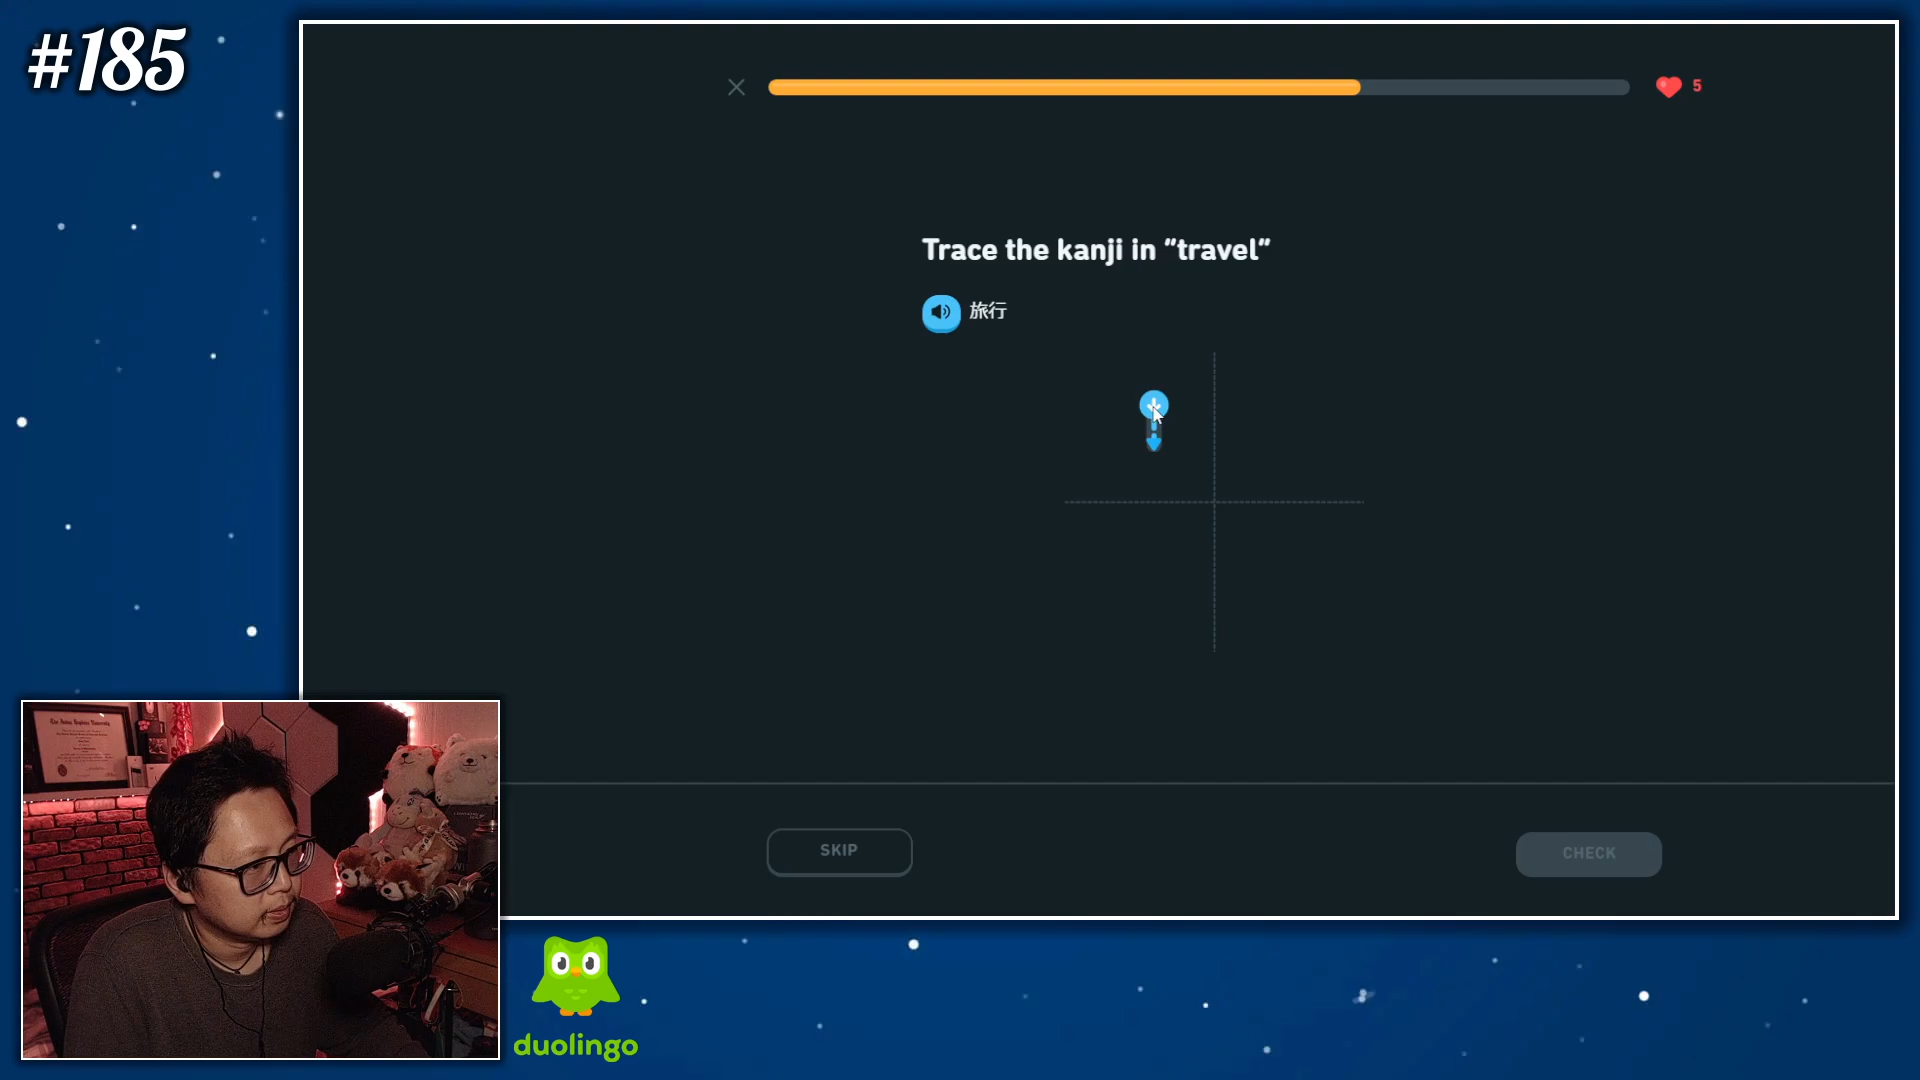 #185
5
Trace the kanji in “travel”
旅行
SKIP
CHECK
duolingo